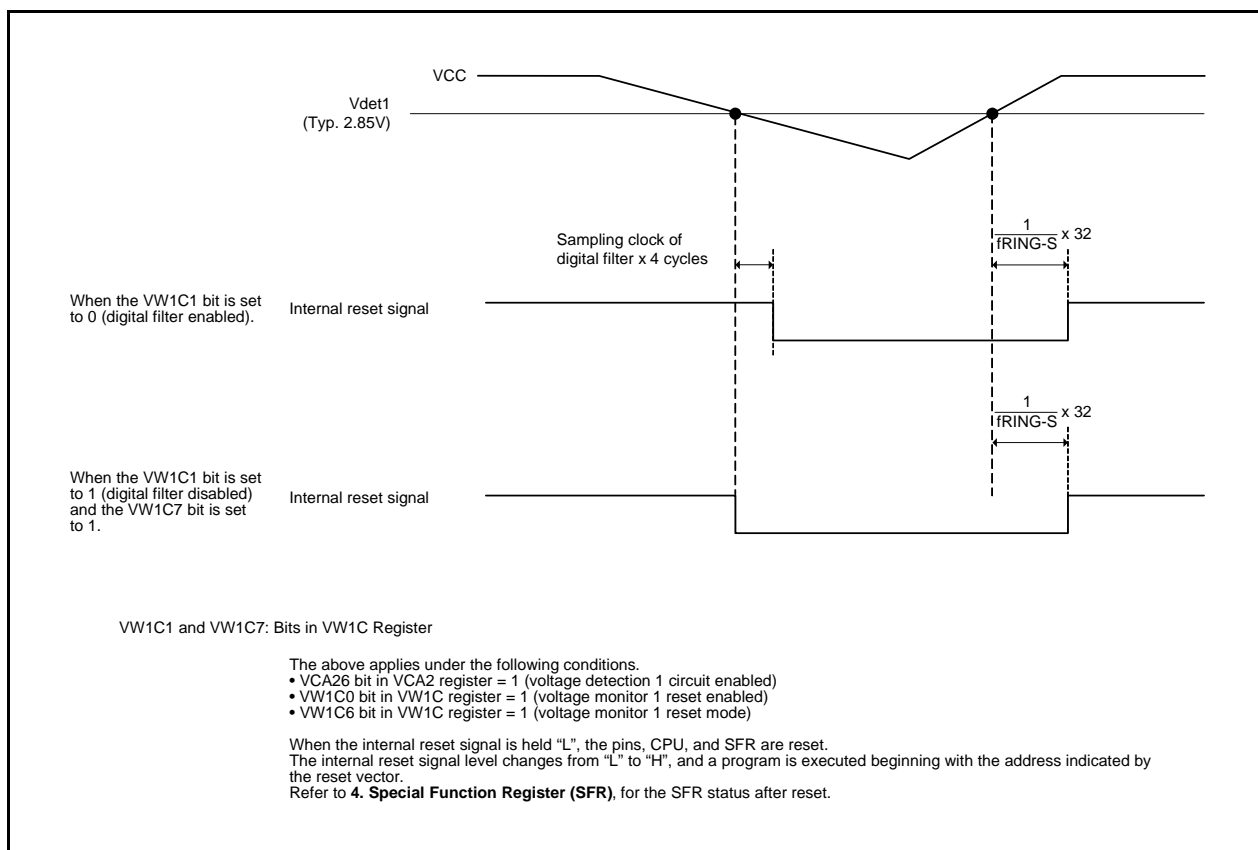 VCC
Vdet1
(Typ. 2.85V)
Sampling clock of
digital filter x 4 cycles
1
fRING-S x 32
When the VW1C1 bit is set
to 0 (digital filter enabled).
Internal reset signal
1
fRING-S x 32
When the VW1C1 bit is set
to 1 (digital filter disabled)
and the VW1C7 bit is set
to 1.
Internal reset signal
VW1C1 and VW1C7: Bits in VW1C Register
The above applies under the following conditions.
• VCA26 bit in VCA2 register = 1 (voltage detection 1 circuit enabled)
• VW1C0 bit in VW1C register = 1 (voltage monitor 1 reset enabled)
• VW1C6 bit in VW1C register = 1 (voltage monitor 1 reset mode)
When the internal reset signal is held “L”, the pins, CPU, and SFR are reset.
The internal reset signal level changes from “L” to “H”, and a program is executed beginning with the address indicated by
the reset vector.
Refer to 4. Special Function Register (SFR), for the SFR status after reset.